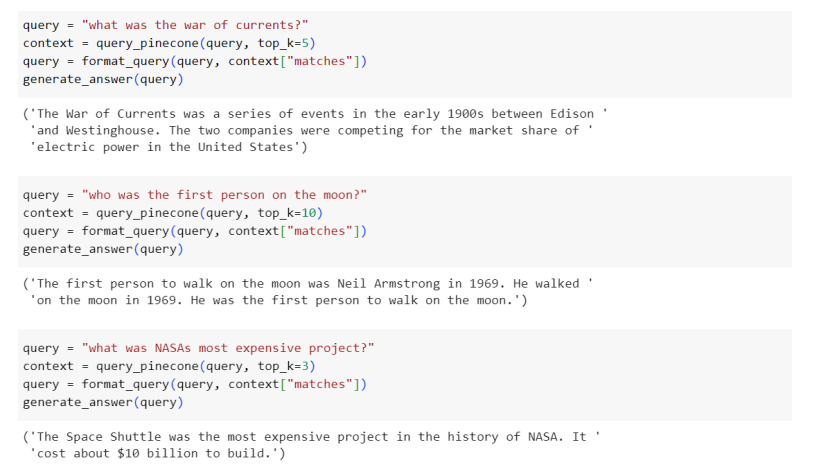 query = "what was the war of currents?"
context = query_pinecone(query, top_k=5)
query = format_query(query, context["matches"])
generate_answer(query)
('The War of Currents was a series of events in the early 1900s between Edison '
 'and Westinghouse. The two companies were competing for the market share of '
 'electric power in the United States')
query = "who was the first person on the moon?"
context = query_pinecone(query, top_k=10)
query = format_query(query, context["matches"])
generate_answer(query)
('The first person to walk on the moon was Neil Armstrong in 1969. He walked '
 'on the moon in 1969. He was the first person to walk on the moon.')
query = "what was NASAs most expensive project?"
context = query_pinecone(query, top_k=3)
query = format_query(query, context["matches"])
generate_answer(query)
('The Space Shuttle was the most expensive project in the history of NASA. It '
 'cost about $10 billion to build.')